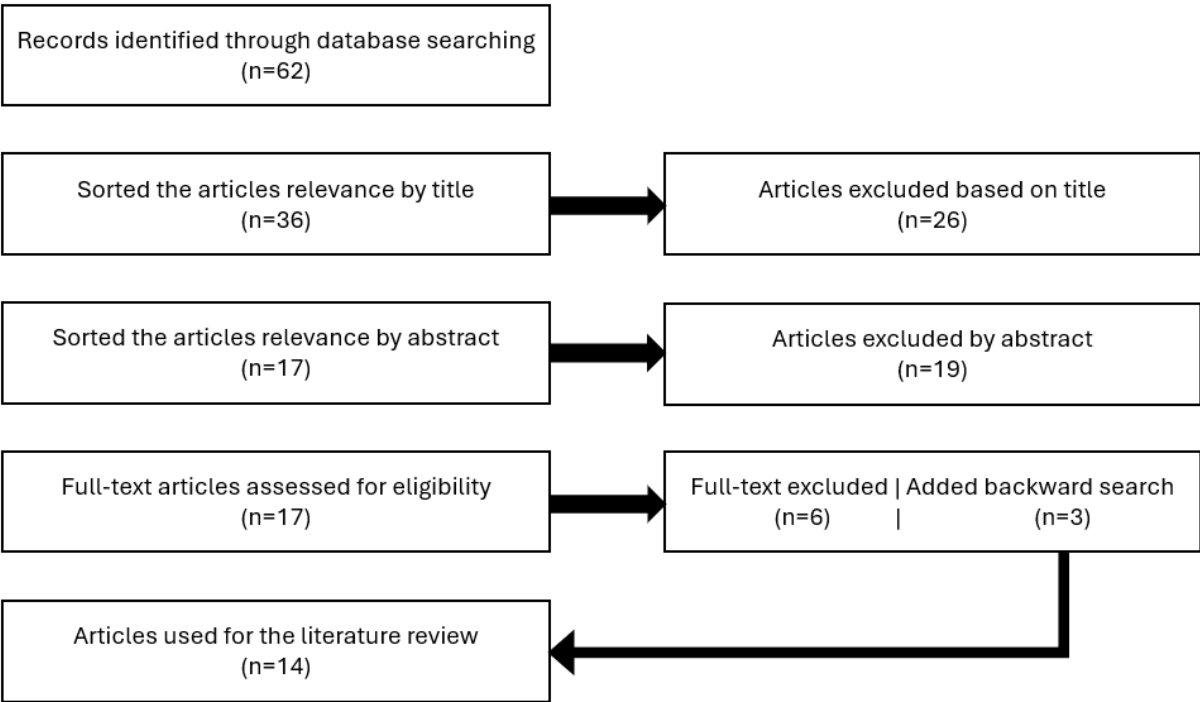 Records identified through database searching
(n=62)
Sorted the articles relevance by title
(n=36)
Articles excluded based on title
(n=26)
Sorted the articles relevance by abstract
(n=17)
Articles excluded by abstract
(n=19)
Full-text articles assessed for eligibility
(n=17)
Full-text excluded | Added backward search
(n=6) | (n=3)
Articles used for the literature review
(n=14)